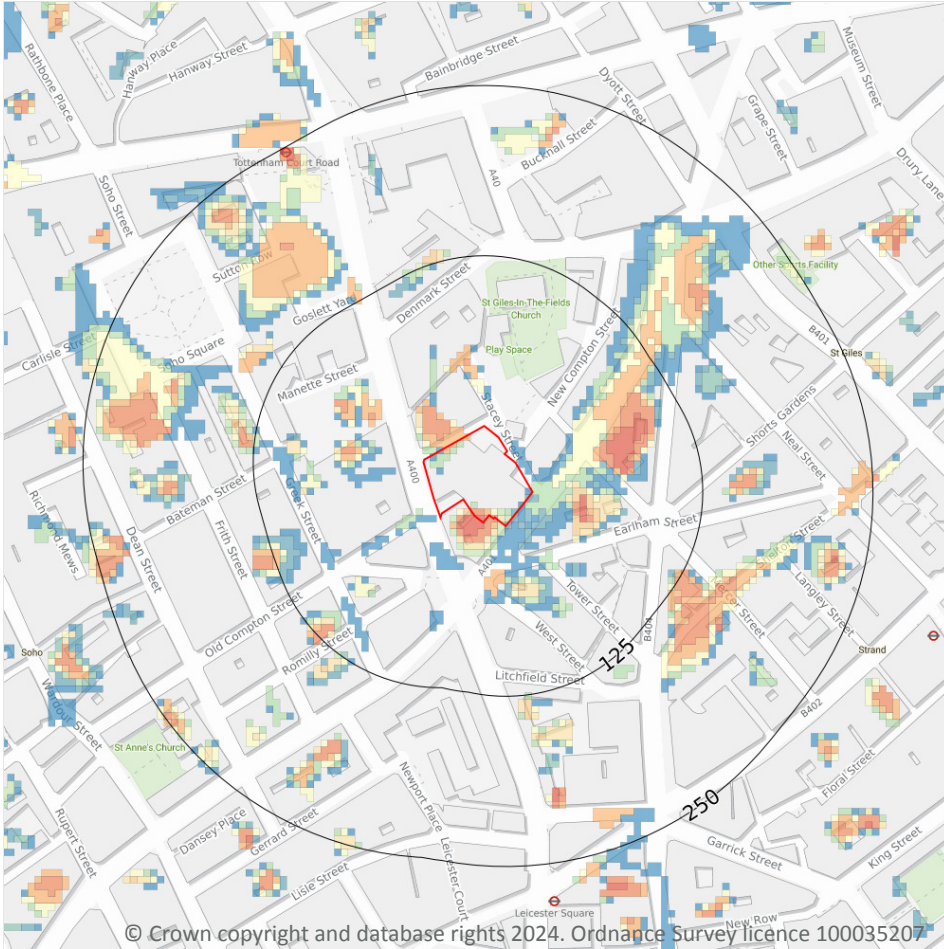 Rathbone Place
Hanway Place
Hanway Street
Bainbridge Street
Museum Street
Dyott Street
Grape Street
Bucknall Street
Tottenham Court Road
A40
Drury Lane
Soho Street
Sutton Row
Other Sports Facility
Denmark Street
St Giles-In-The-Fields
Church
Goslett Yard
Play Space
New Compton Street
B401
Carlisle Street
Soho Square
St Giles
Manette Street
Stacey Street
Shorts Gardens
Neal Street
A400
Greek Street
Bateman Street
Richmond Mews
Frith Street
Dean Street
Earlham Street
Shelton Street
A40
Langley Street
Tower Street
Old Compton Street
West Street
B404
Romilly Street
125
Soho
Strand
Litchfield Street
Wardour Street
B402
St Anne's Church
Floral Street
Newport Place
250
Dansey Place
Gerrard Street
Rupert Street
Garrick Street
King Street
Lisle Street
Leicester Court
Leicester Square
New Row
© Crown copyright and database rights 2024. Ordnance Survey licence 100035207